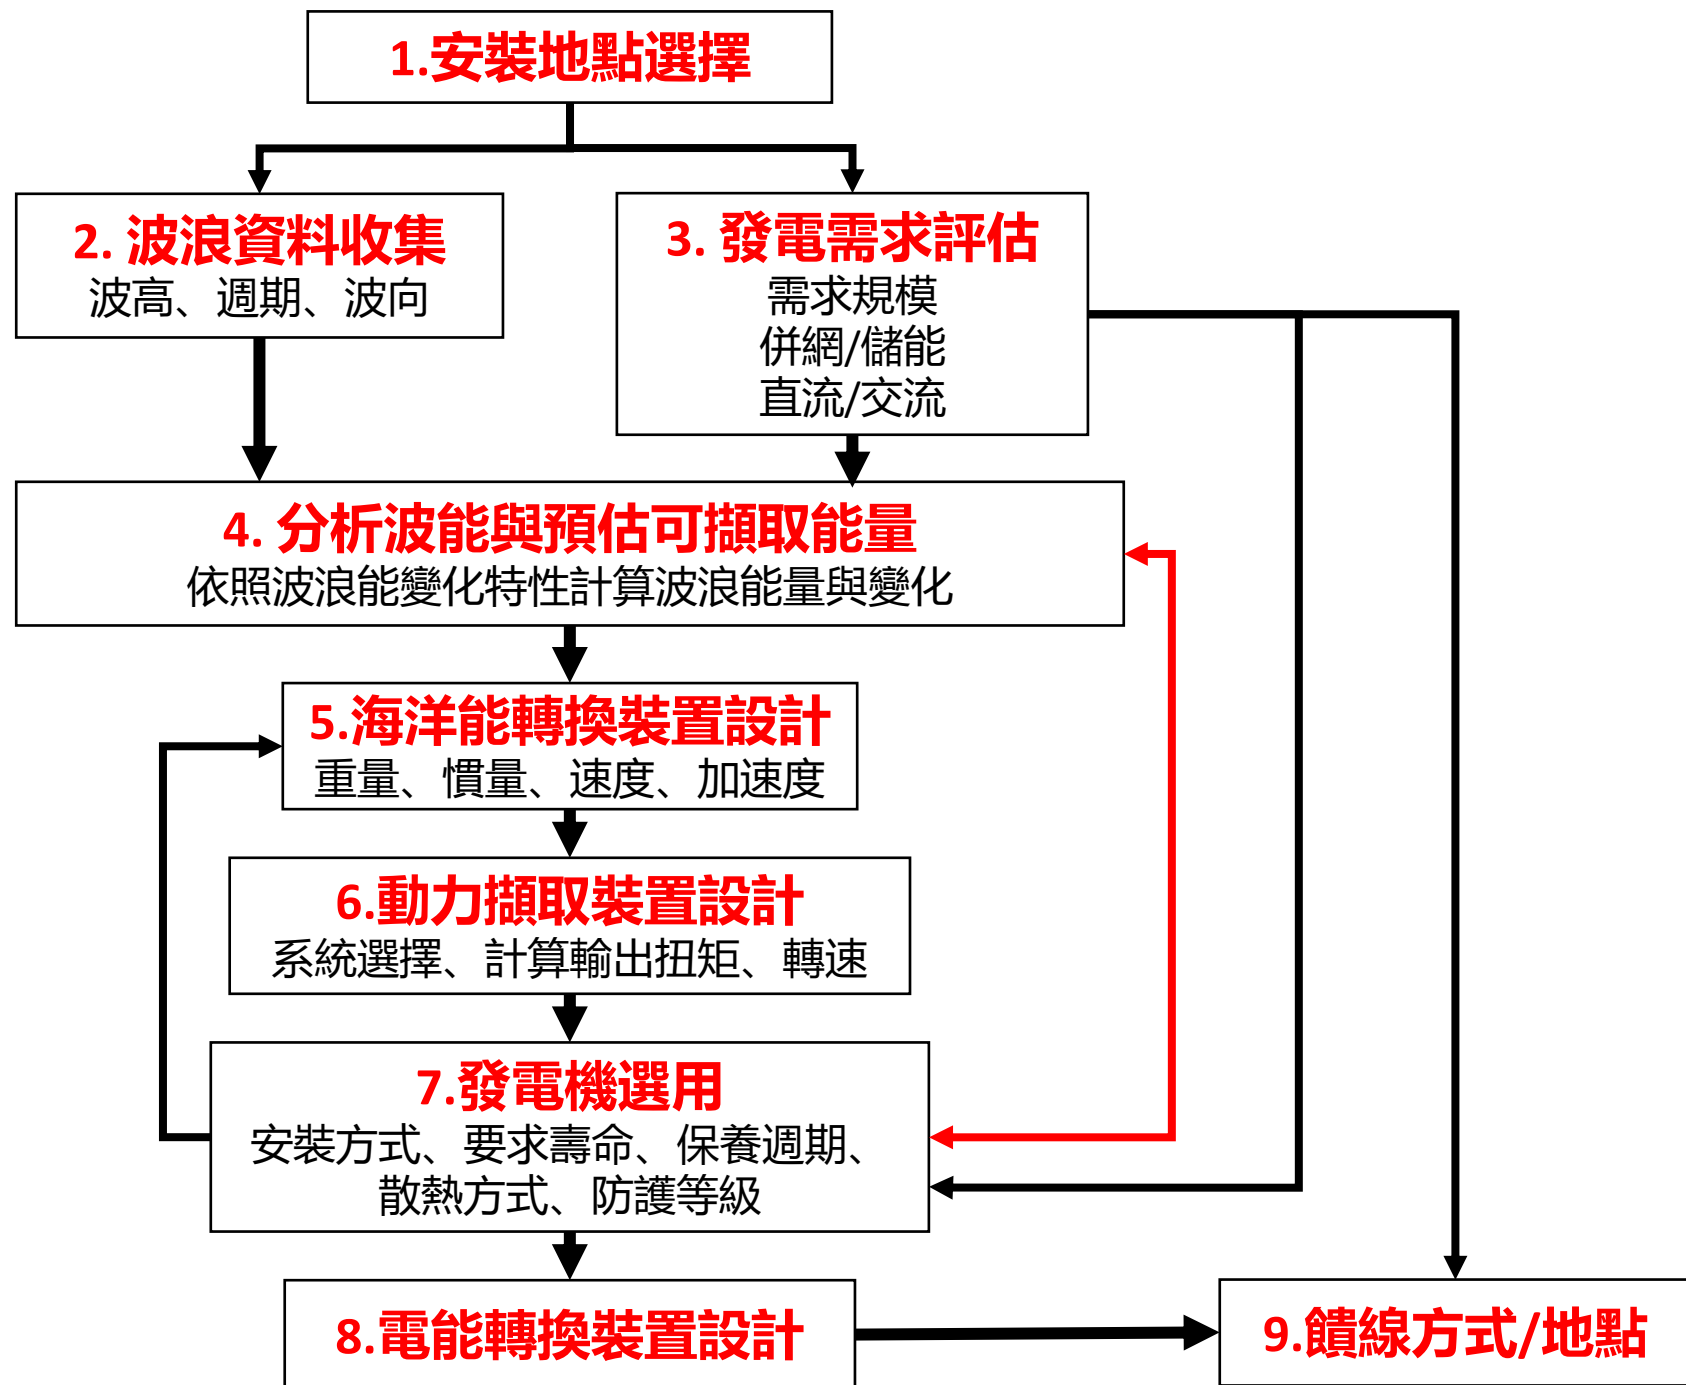 1.安裝地點選擇
2. 波浪資料收集
波高、週期、波向
3. 發電需求評估
需求規模
併網/儲能
直流/交流
4. 分析波能與預估可擷取能量
依照波浪能變化特性計算波浪能量與變化
5.海洋能轉換裝置設計
重量、慣量、速度、加速度
6.動力擷取裝置設計
系統選擇、計算輸出扭矩、轉速
7.發電機選用
安裝方式、要求壽命、保養週期、
散熱方式、防護等級
8.電能轉換裝置設計
9.饋線方式/地點